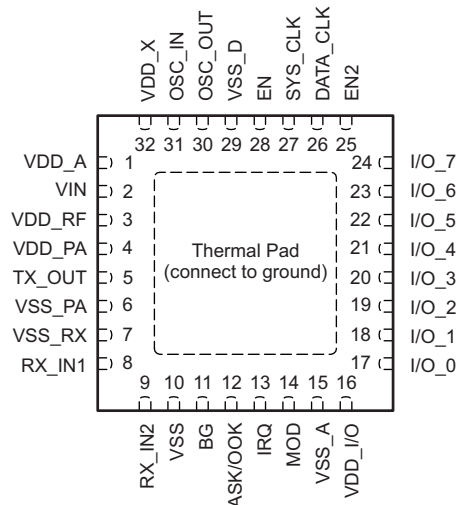 VDD_X
OSC_IN
OSC_OUT
VSS_D
EN
SYS_CLK
DATA_CLK
EN2
32 31 30 29 28 27 26 25
VDD_A 1
VIN 2
VDD_RF 3
VDD_PA 4
TX_OUT 5
VSS_PA 6
VSS_RX 7
RX_IN1 8
Thermal Pad
(connect to ground)
24 I/O_7
23 I/O_6
22 I/O_5
21 I/O_4
20 I/O_3
19 I/O_2
18 I/O_1
17 I/O_0
9 10 11 12 13 14 15 16
RX_IN2
VSS
BG
ASK/OOK
IRQ
MOD
VSS_A
VDD_I/O